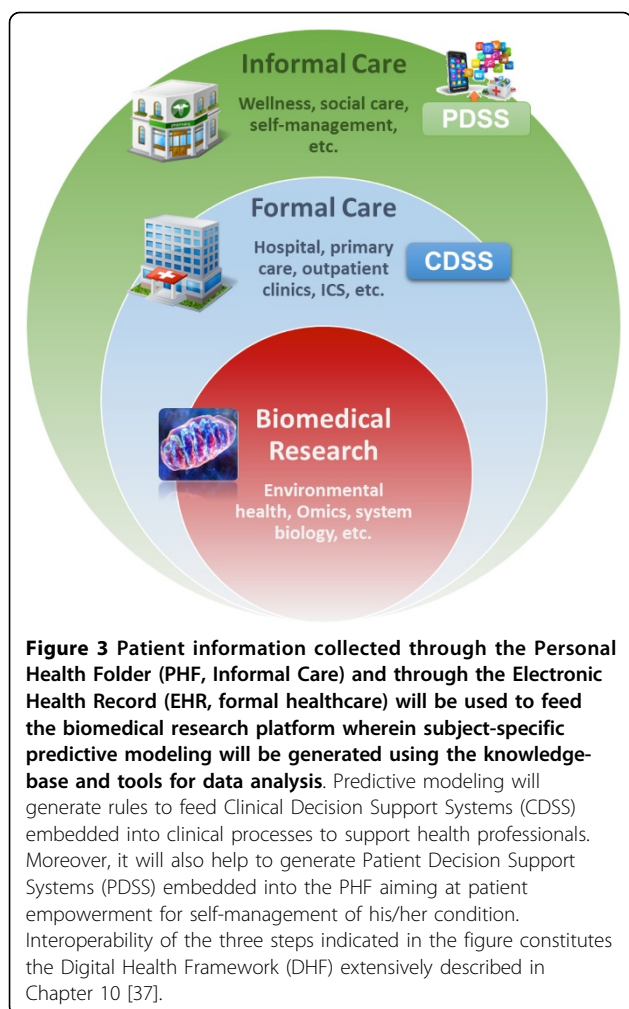 Informal Care
Wellness, social care,
self-management,
etc.
PDSS
Formal Care
Hospital, primary
care, outpatient
clinics, ICS, etc.
CDSS
Biomedical
Research
Environmental
health, Omics, system
biology, etc.
Figure 3 Patient information collected through the Personal
Health Folder (PHF, Informal Care) and through the Electronic
Health Record (EHR, formal healthcare) will be used to feed
the biomedical research platform wherein subject-specific
predictive modeling will be generated using the knowledge-
base and tools for data analysis. Predictive modeling will
generate rules to feed Clinical Decision Support Systems (CDSS)
embedded into clinical processes to support health professionals.
Moreover, it will also help to generate Patient Decision Support
Systems (PDSS) embedded into the PHF aiming at patient
empowerment for self-management of his/her condition.
Interoperability of the three steps indicated in the figure constitutes
the Digital Health Framework (DHF) extensively described in
Chapter 10 [37].